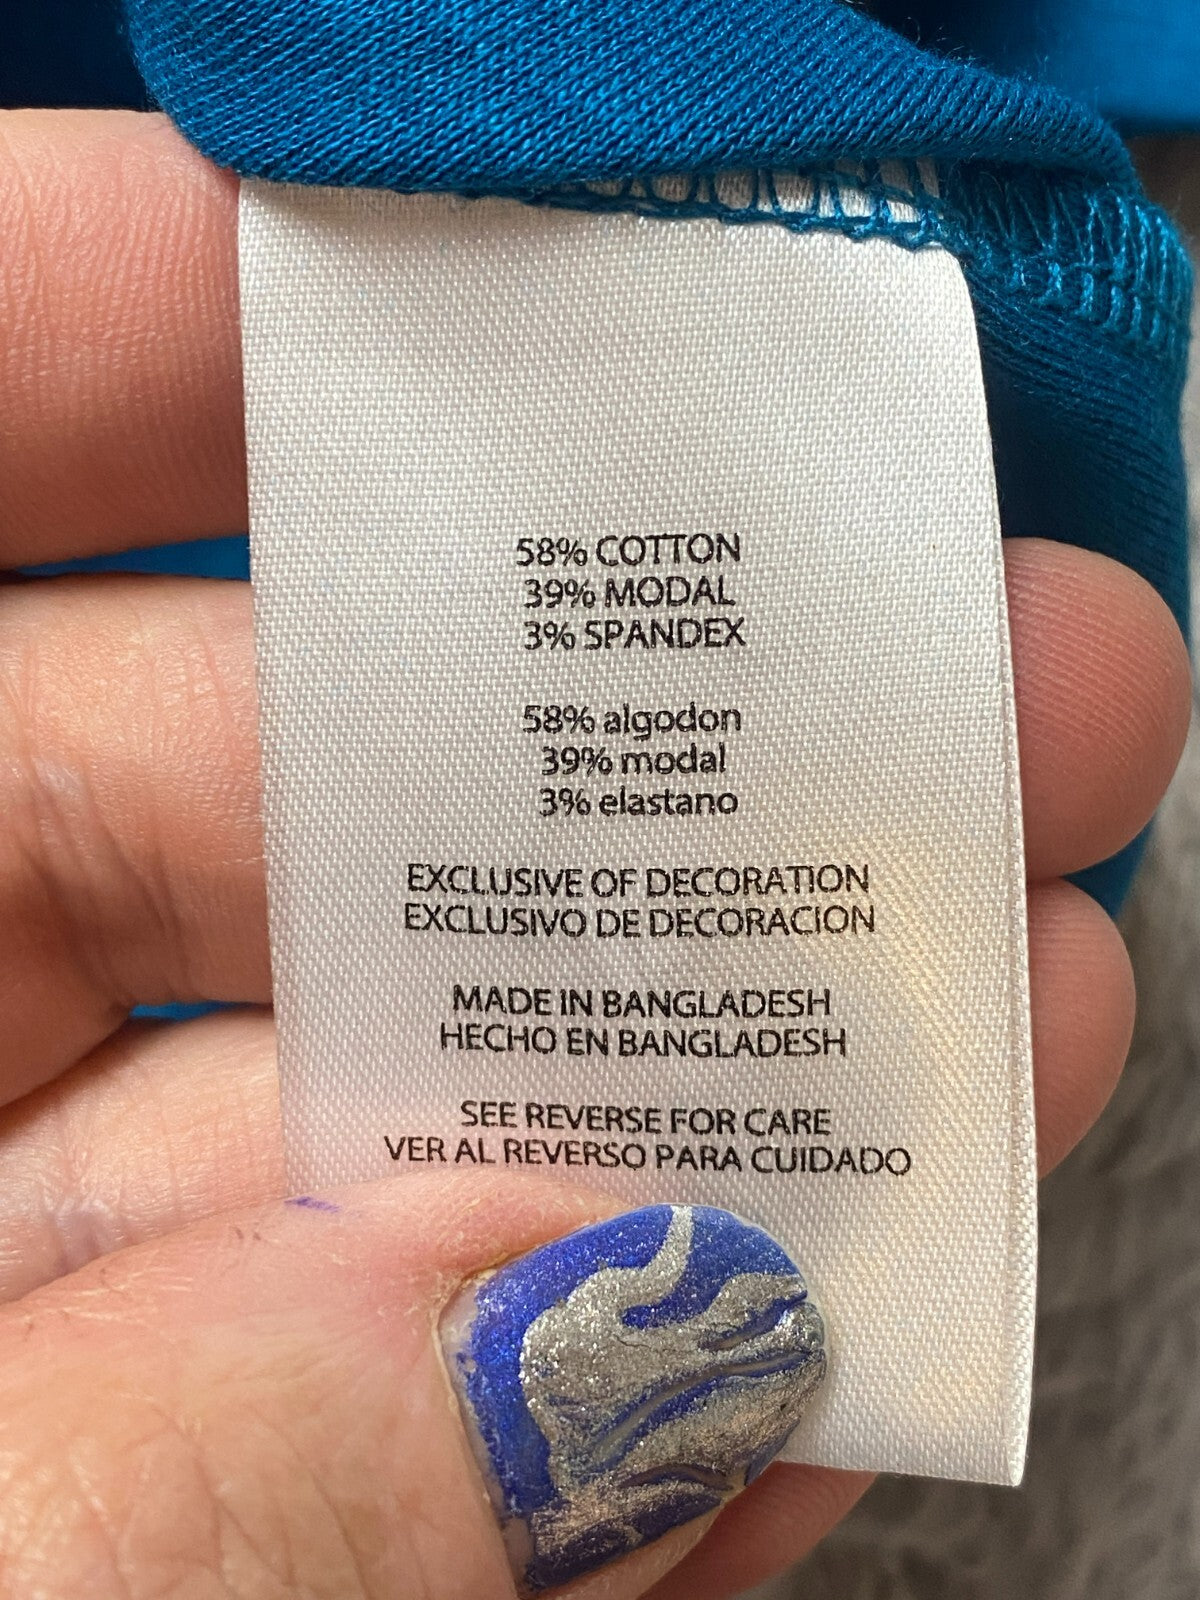 58% COTTON
39% MODAL
3% SPANDEX
58% algodon
39% modal
3% elastano
EXCLUSIVE OF DECORATION
EXCLUSIVO DE DECORACION
MADE IN BANGLADESH
HECHO EN BANGLADESH
SEE REVERSE FOR CARE
VER AL REVERSO PARA CUIDADO